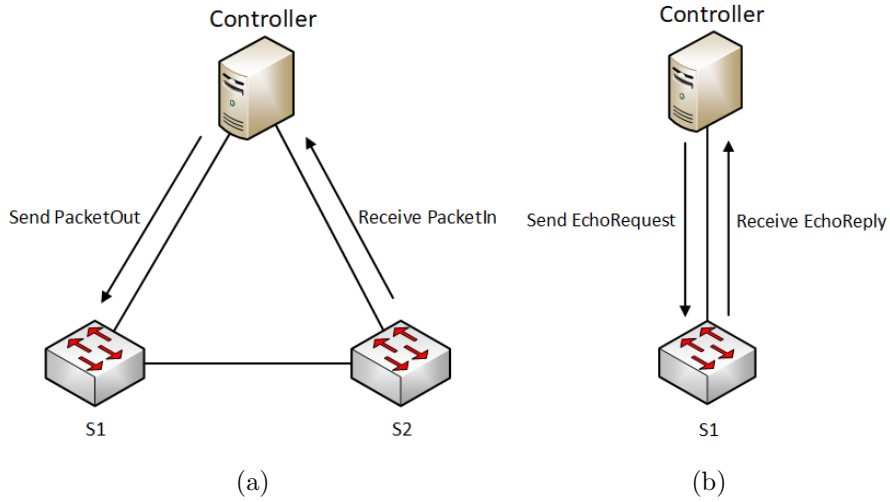 Controller
Send PacketOut
Receive PacketIn
S1
S2
(a)
Controller
Send EchoRequest
Receive EchoReply
S1
(b)